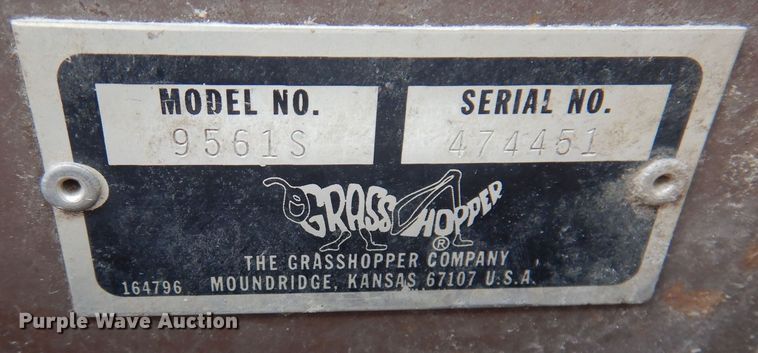 MODEL NO. SERIAL NO.
9561S 474451
GRASSHOPPER ®
THE GRASSHOPPER COMPANY
164796 MOUNDRIDGE, KANSAS 67107 U.S.A.
Purple Wave Auction